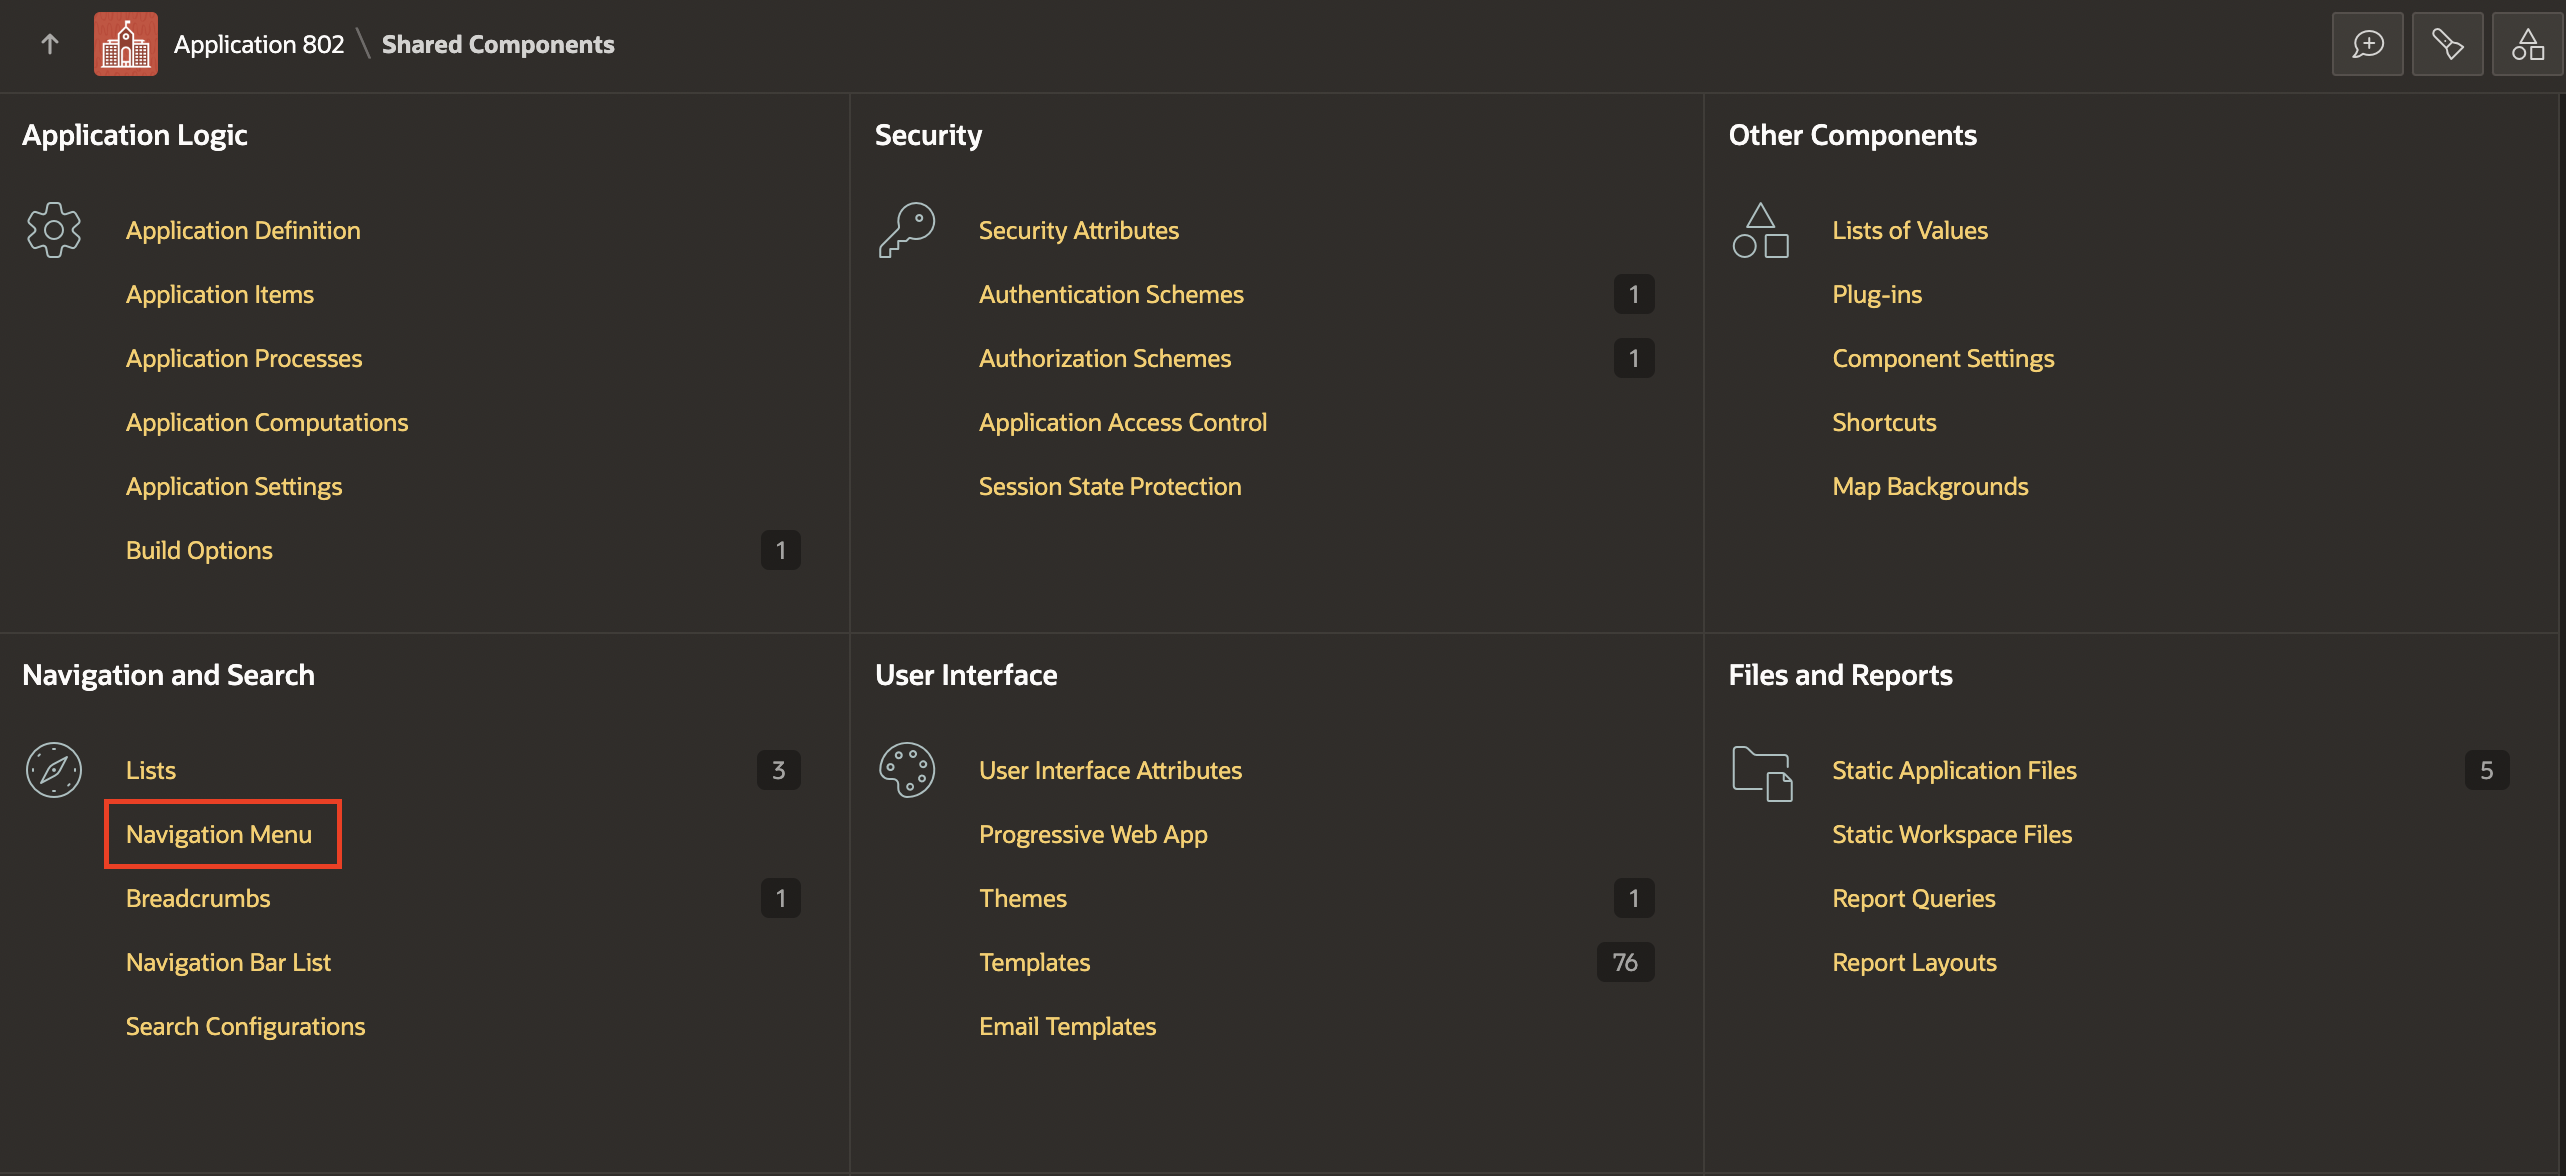 Application 802 \ Shared Components
Application Logic
Application Definition
Application Items
Application Processes
Application Computations
Application Settings
Build Options 1
Security
Security Attributes
Authentication Schemes 1
Authorization Schemes 1
Application Access Control
Session State Protection
Other Components
Lists of Values
Plug-ins
Component Settings
Shortcuts
Map Backgrounds
Navigation and Search
Lists 3
Navigation Menu
Breadcrumbs 1
Navigation Bar List
Search Configurations
User Interface
User Interface Attributes
Progressive Web App
Themes 1
Templates 76
Email Templates
Files and Reports
Static Application Files 5
Static Workspace Files
Report Queries
Report Layouts